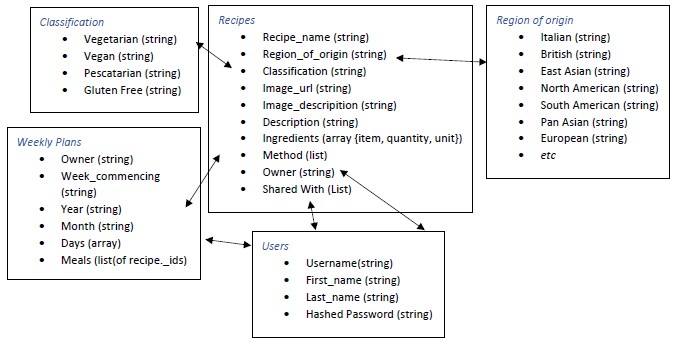 Classification
Vegetarian (string)
Vegan (string)
Pescatarian (string)
Gluten Free (string)
Recipes
Recipe_name (string)
Region_of_origin (string)
Classification (string)
Image_url (string)
Image_descripition (string)
Description (string)
Ingredients (array {item, quantity, unit})
Method (list)
Owner (string)
Shared With (List)
Region of origin
Italian (string)
British (string)
East Asian (string)
North American (string)
South American (string)
Pan Asian (string)
European (string)
etc
Weekly Plans
Owner (string)
Week_commencing
(string)
Year (string)
Month (string)
Days (array)
Meals (list(of recipe._ids)
Users
Username(string)
First_name (string)
Last_name (string)
Hashed Password (string)